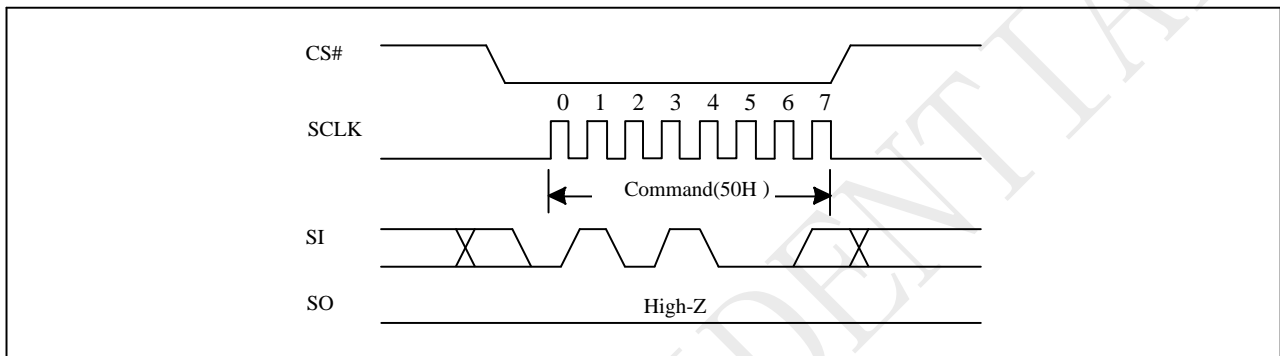 CS#
0 1 2 3 4 5 6 7
SCLK
Command(50H )
SI
SO
High-Z